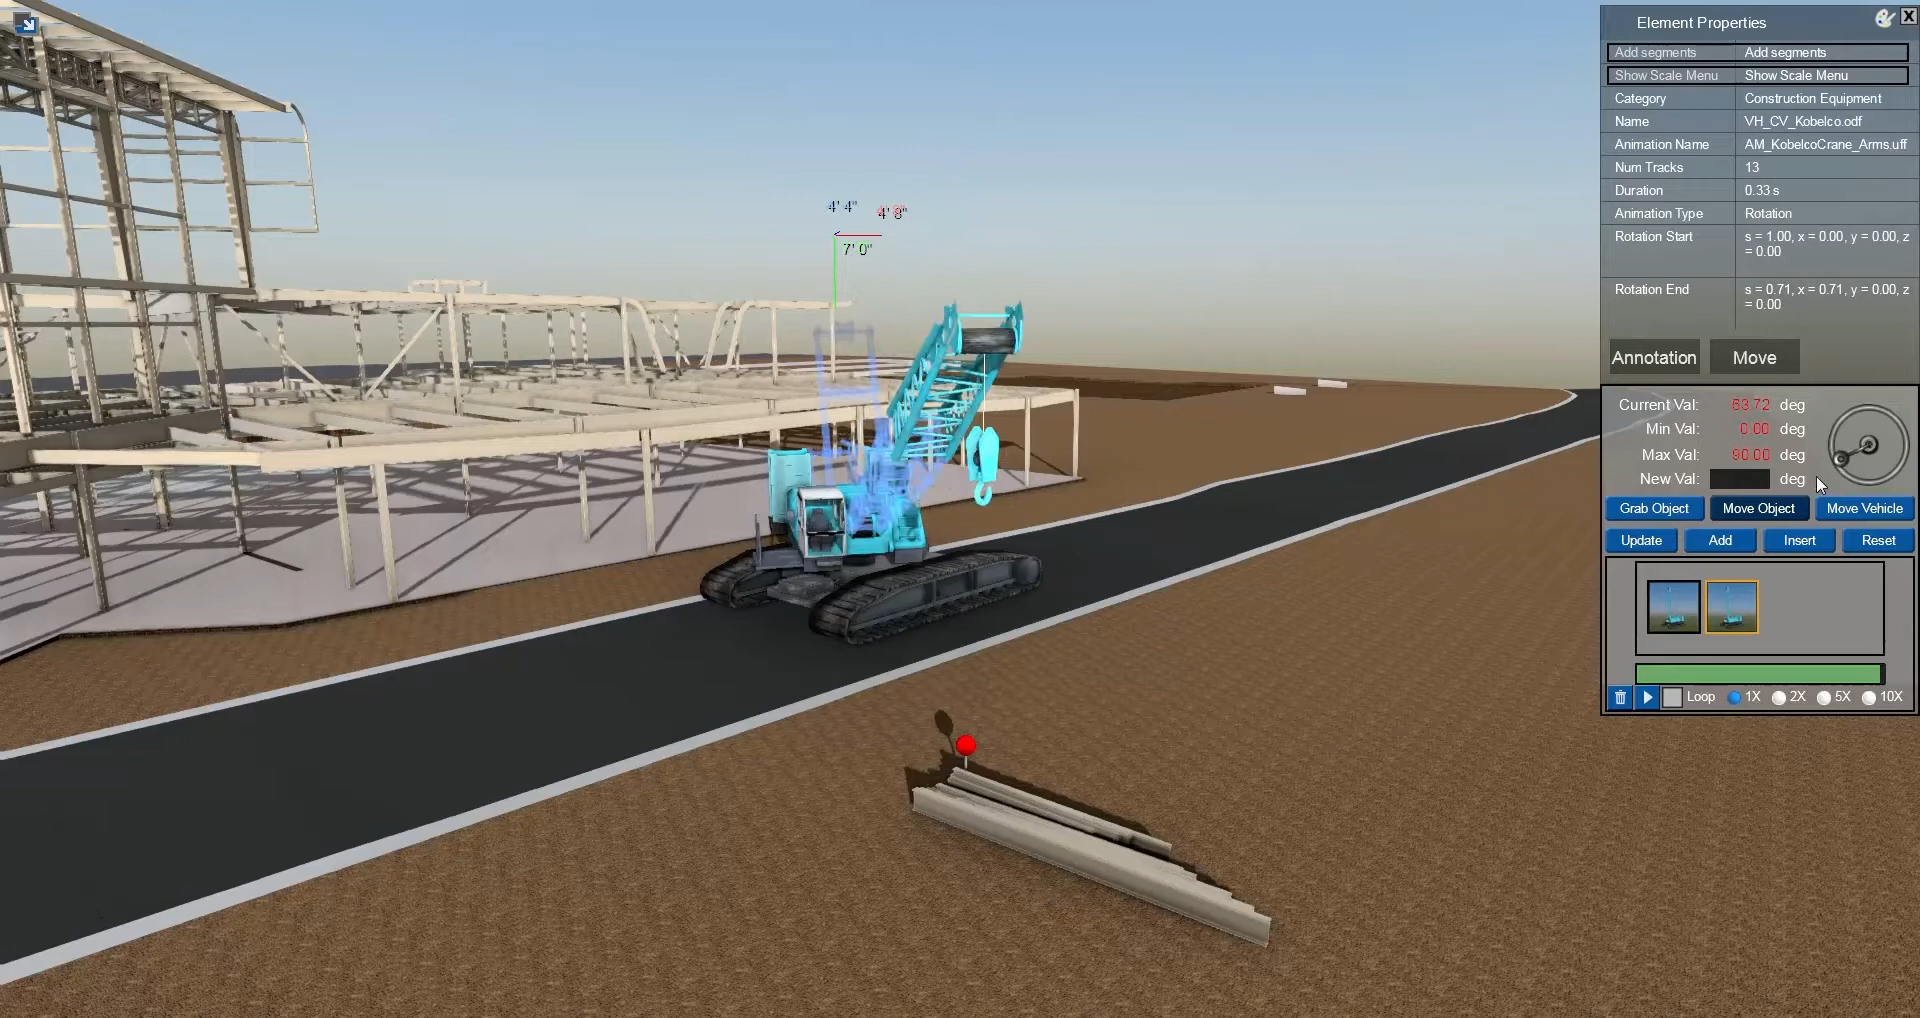 Element Properties
X
Add segments Add segments
Show Scale Menu Show Scale Menu
Category Construction Equipment
Name VH_CV_Kobelco.odf
Animation Name AM_KobelcoCrane_Arms.uff
Num Tracks 13
Duration 0.33 s
Animation Type Rotation
Rotation Start s = 1.00, x = 0.00, y = 0.00, z
= 0.00
Rotation End s = 0.71, x = 0.71, y = 0.00, z
= 0.00
Annotation Move
Current Val: 63.72 deg
Min Val: 0.00 deg
Max Val: 90.00 deg
New Val: deg
Grab Object Move Object Move Vehicle
Update Add Insert Reset
Loop 1X 2X 5X 10X
4' 4" 4' 8"
7' 0"